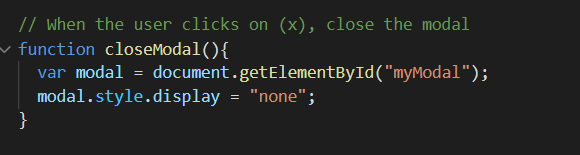 // When the user clicks on (x), close the modal
function closeModal(){
var modal = document.getElementById("myModal");
modal.style.display = "none";
}